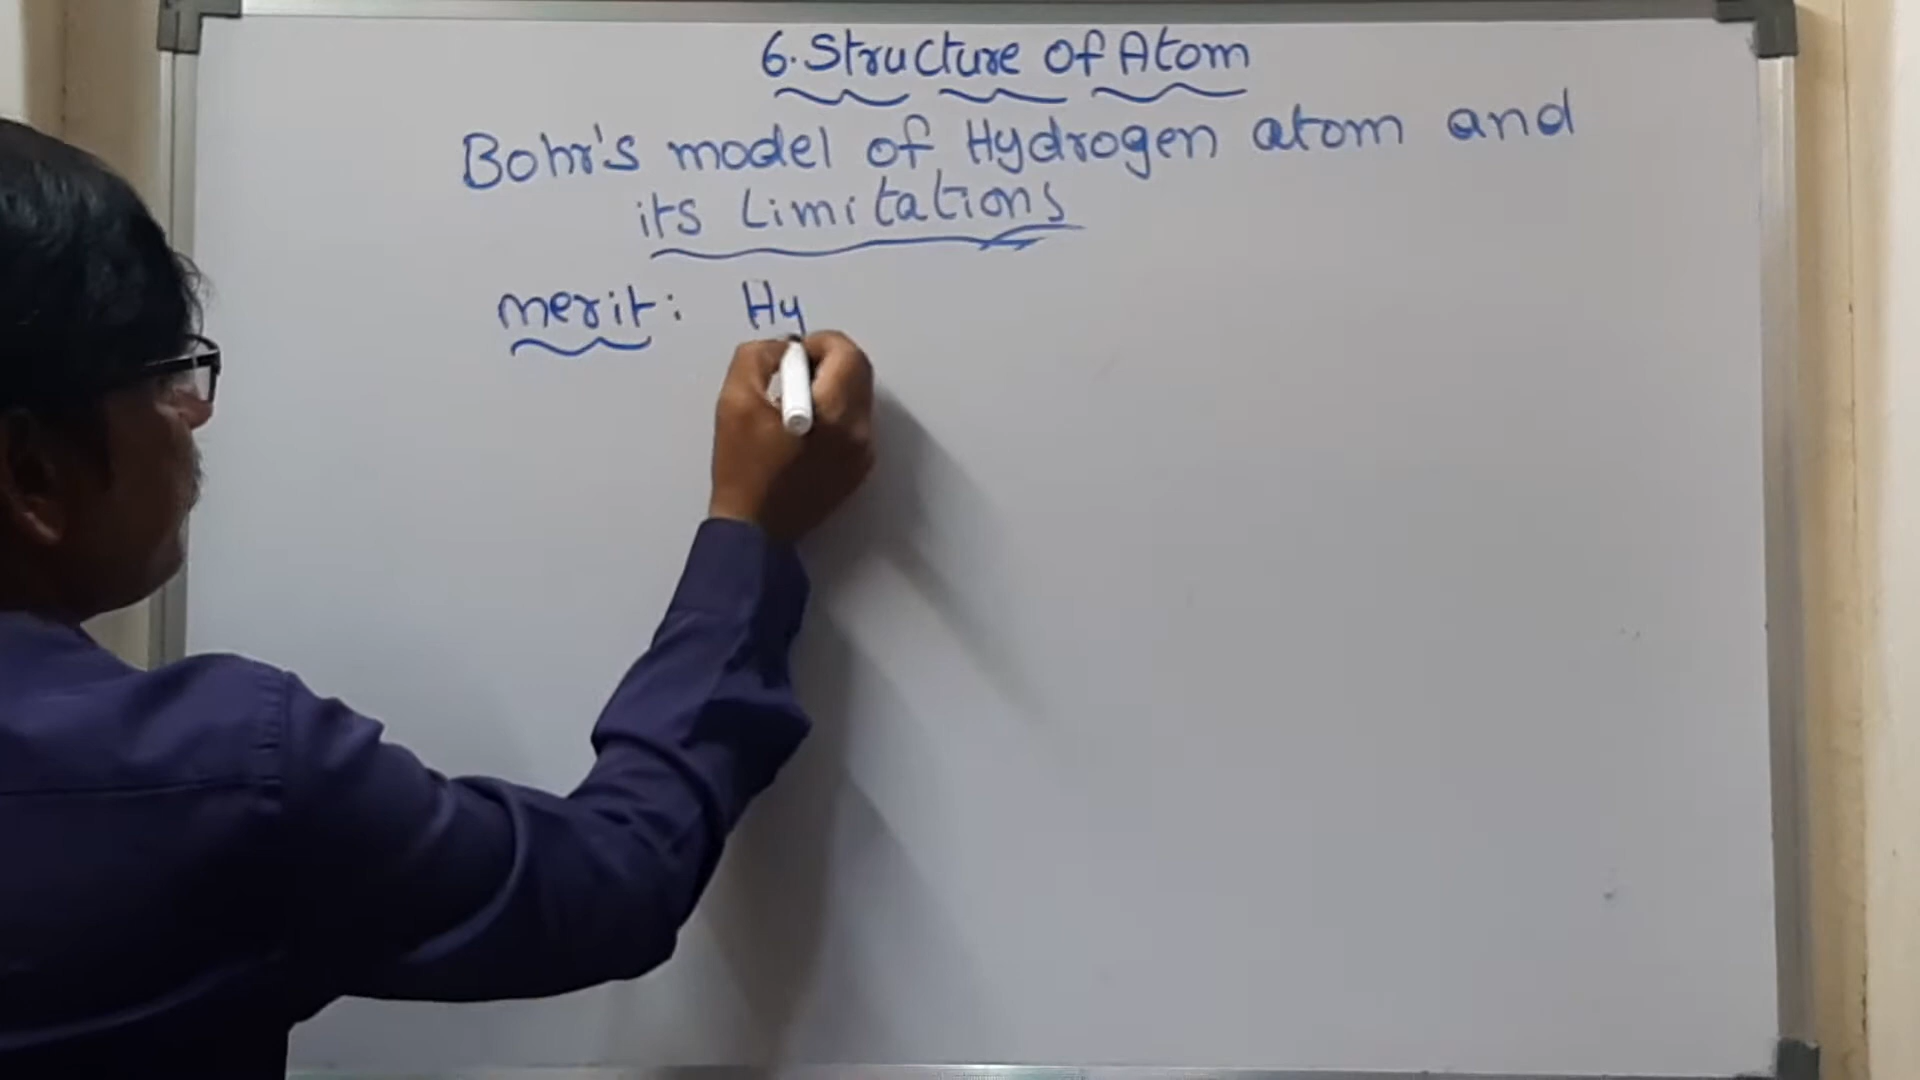 6. Structure of Atom
Bohr's model of Hydrogen atom and
its Limitations
merit: Hy